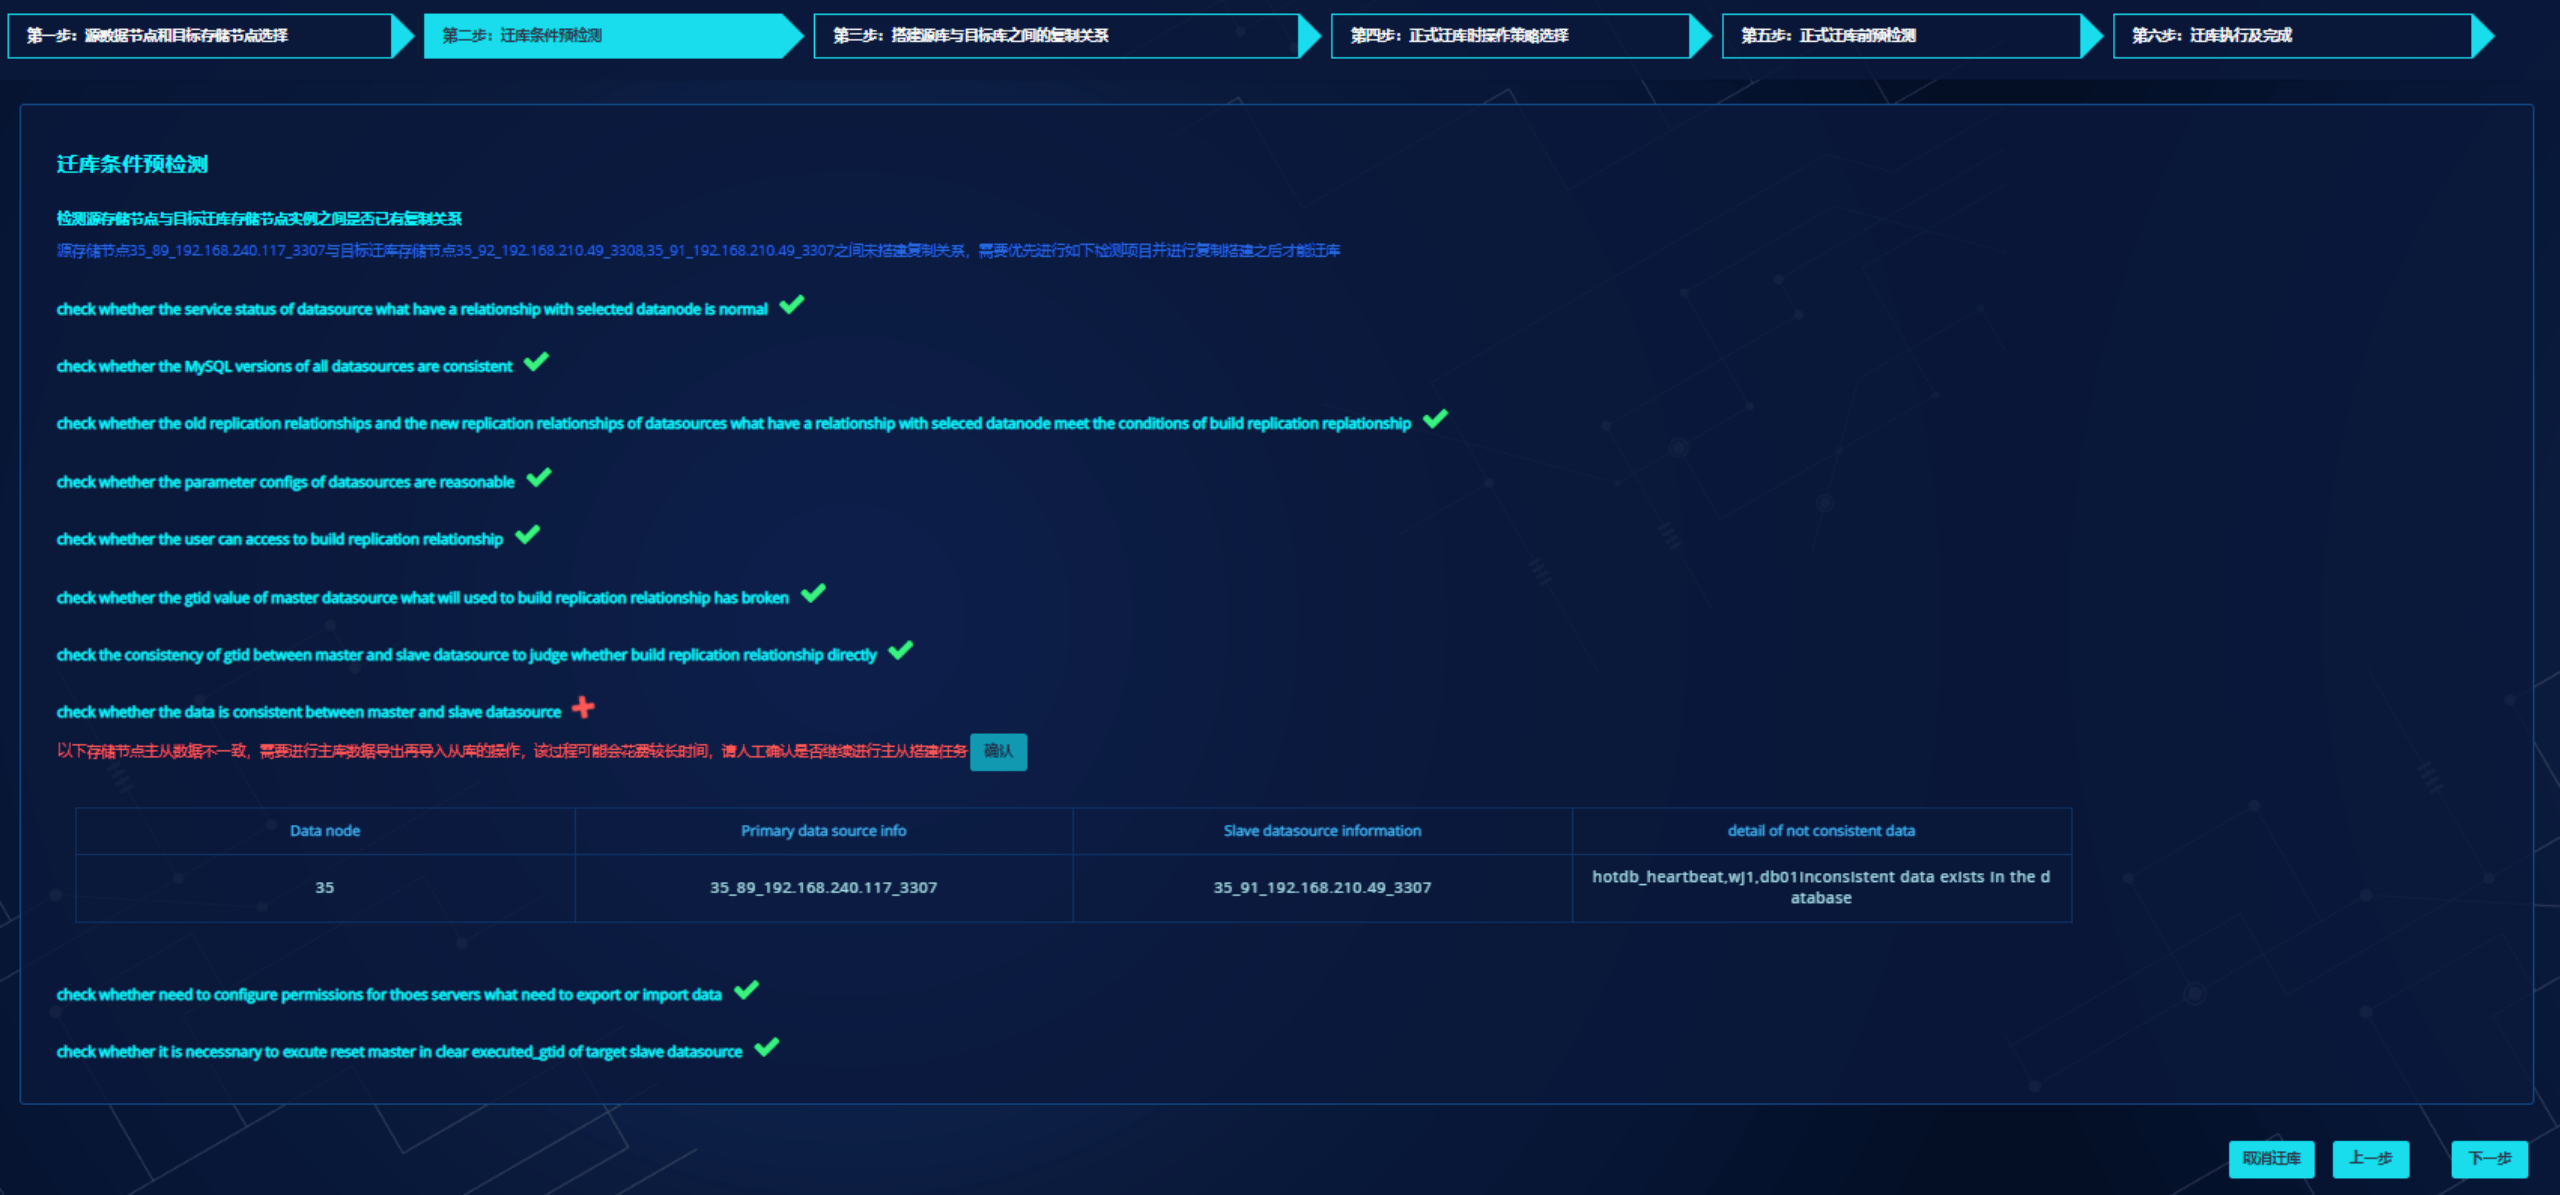 第一步：源数据节点和目标存储节点选择
第二步：迁库条件预检测
第三步：搭建源库与目标库之间的复制关系
第四步：正式迁库时操作策略选择
第五步：正式迁库前预检测
第六步：迁库执行及完成
迁库条件预检测
检测源存储节点与目标迁库存储节点实例之间是否已有复制关系
源存储节点35_89_192.168.240.117_3307与目标迁库存储节点35_92_192.168.210.49_3308,35_91_192.168.210.49_3307之间未搭建复制关系，需要优先进行如下检测项目并进行复制搭建之后才能迁库
check whether the service status of datasource what have a relationship with selected datanode is normal
check whether the MySQL versions of all datasources are consistent
check whether the old replication relationships and the new replication relationships of datasources what have a relationship with seleced datanode meet the conditions of build replication replationship
check whether the parameter configs of datasources are reasonable
check whether the user can access to build replication relationship
check whether the gtid value of master datasource what will used to build replication relationship has broken
check the consistency of gtid between master and slave datasource to judge whether build replication relationship directly
check whether the data is consistent between master and slave datasource
以下存储节点主从数据不一致，需要进行主库数据导出再导入从库的操作，该过程可能会花费较长时间，请人工确认是否继续进行主从搭建任务 确认
Data node Primary data source info Slave datasource information detail of not consistent data
35 35_89_192.168.240.117_3307 35_91_192.168.210.49_3307 hotdb_heartbeat,wj1,db01inconsistent data exists in the d
atabase
check whether need to configure permissions for thoes servers what need to export or import data
check whether it is necessnary to excute reset master in clear executed_gtid of target slave datasource
取消迁库 上一步 下一步